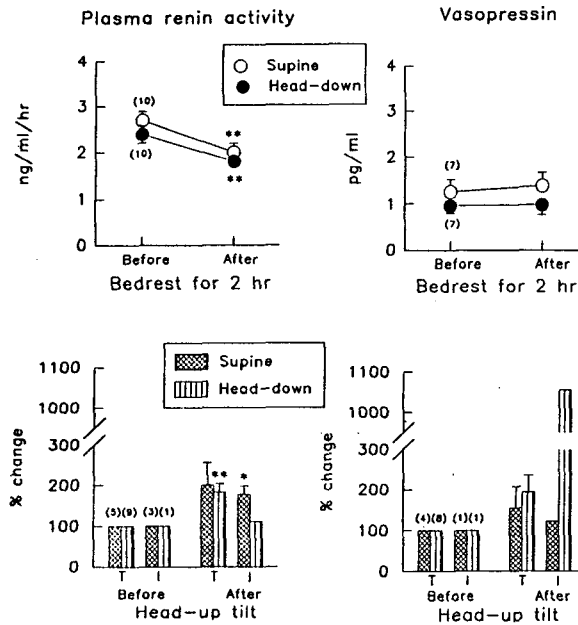 Plasma renin activity
Vasopressin
Supine
Head-down
ng/ml/hr
4
3
2
1
0
(10)
(10)
**
**
Before
After
Bedrest for 2 hr
pg/ml
4
3
2
1
0
(7)
(7)
Before
After
Bedrest for 2 hr
Supine
Head-down
% change
1100
1000
300
200
100
0
(5)(9) (3)(1)
**
*
T I T I
Before After
Head-up tilt
% change
1100
1000
300
200
100
0
(4)(8) (1)(1)
T I T I
Before After
Head-up tilt